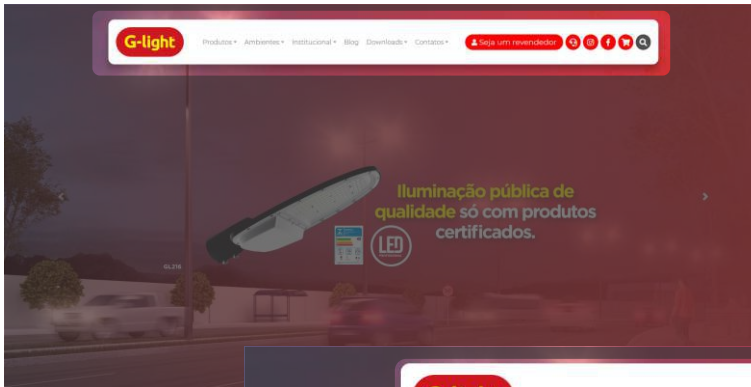 G-light
Produtos Ambientes Institucional Blog Downloads Contatos Seja um revendedor
Iluminação pública de
qualidade só com produtos
certificados.
LED
GL216